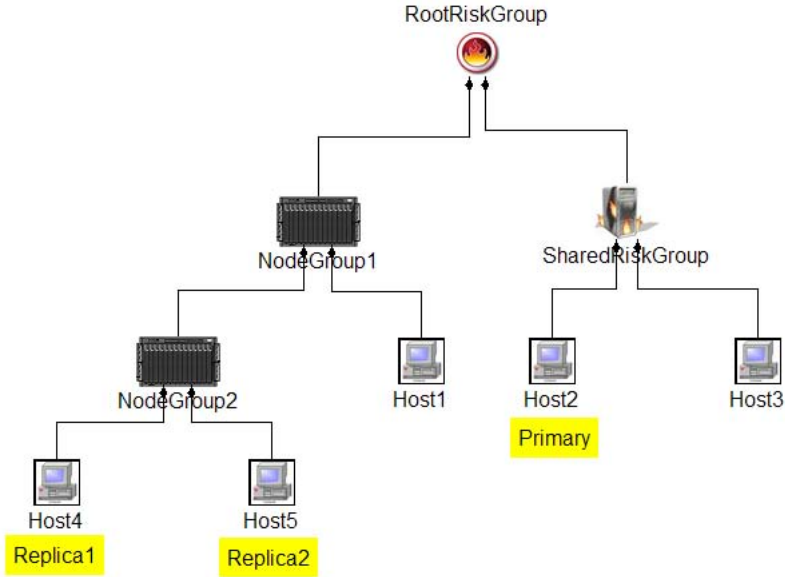 RootRiskGroup
NodeGroup1
SharedRiskGroup
NodeGroup2
Host1
Host2
Host3
Primary
Host4
Host5
Replica1
Replica2